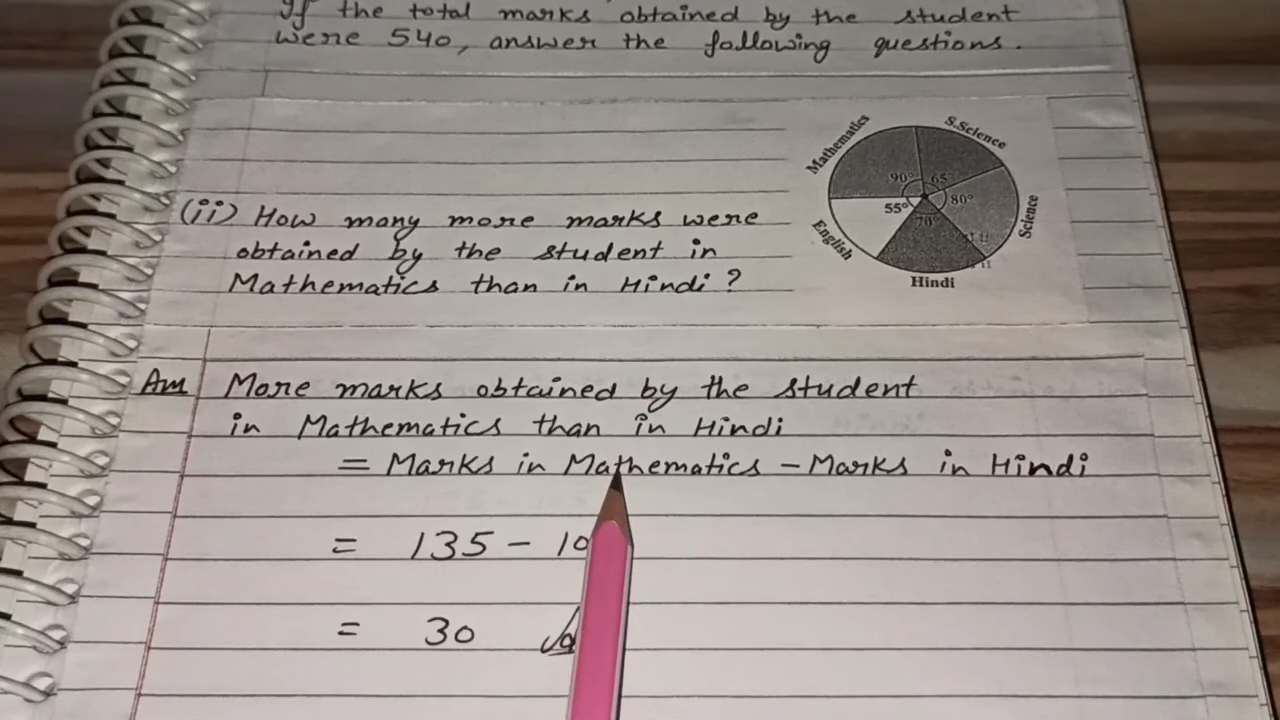 If the total marks obtained by the student
were 540, answer the following questions.
Mathematics
S.Science
90°
65
80°
55°
70°
English
Science
Hindi
(ii) How many more marks were
obtained by the student in
Mathematics than in Hindi?
Ans More marks obtained by the student
in Mathematics than in Hindi
= Marks in Mathematics - Marks in Hindi
= 135 - 10
= 30